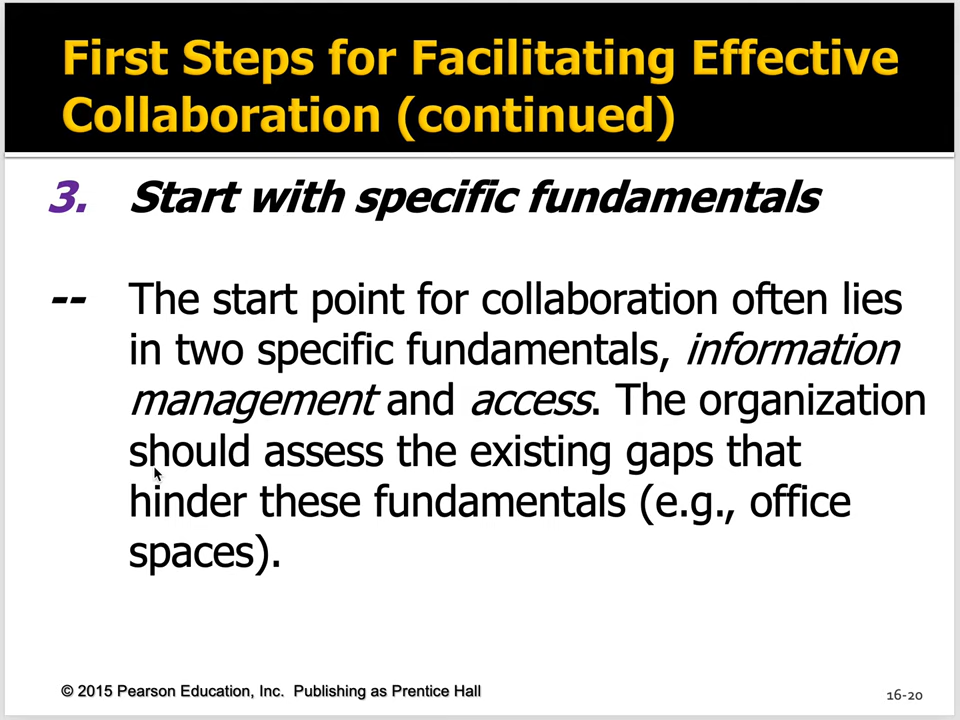 First Steps for Facilitating Effective
Collaboration (continued)
3. Start with specific fundamentals
-- The start point for collaboration often lies
in two specific fundamentals, information
management and access. The organization
should assess the existing gaps that
hinder these fundamentals (e.g., office
spaces).
© 2015 Pearson Education, Inc. Publishing as Prentice Hall
16-20